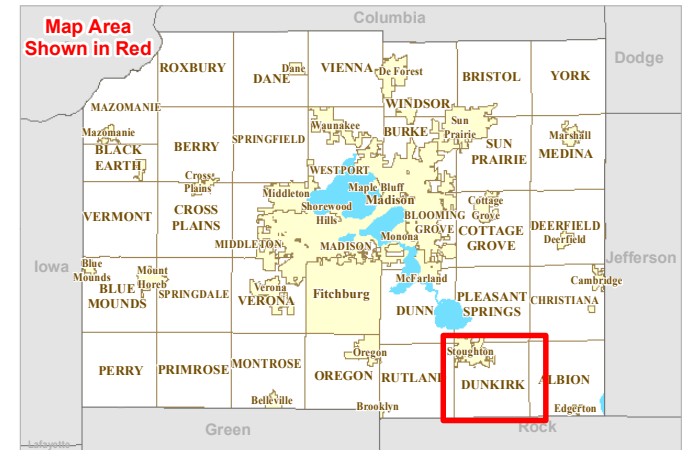 Map Area
Shown in Red
Columbia
Dodge
Jefferson
Iowa
Lafayette
Green
Rock
ROXBURY
DANE
Dane
VIENNA
De Forest
WINDSOR
BRISTOL
YORK
MAZOMANIE
Mazomanie
BLACK
EARTH
BERRY
SPRINGFIELD
Waunakee
WESTPORT
BURKE
Sun
Prairie
SUN
PRAIRIE
Marshall
MEDINA
Cross
Plains
VERMONT
CROSS
PLAINS
Middleton
MIDDLETON
Maple Bluff
Shorewood
Hills
Madison
MADISON
Monona
BLOOMING
GROVE
Cottage
Grove
COTTAGE
GROVE
DEERFIELD
Deerfield
Blue
Mounds
Mount
Horeb
BLUE
MOUNDS
SPRINGDALE
Verona
VERONA
Fitchburg
McFarland
DUNN
PLEASANT
SPRINGS
CHRISTIANA
Cambridge
PERRY
PRIMROSE
MONTROSE
Belleville
OREGON
Oregon
Brooklyn
RUTLAND
Stoughton
DUNKIRK
ALBION
Edgerton